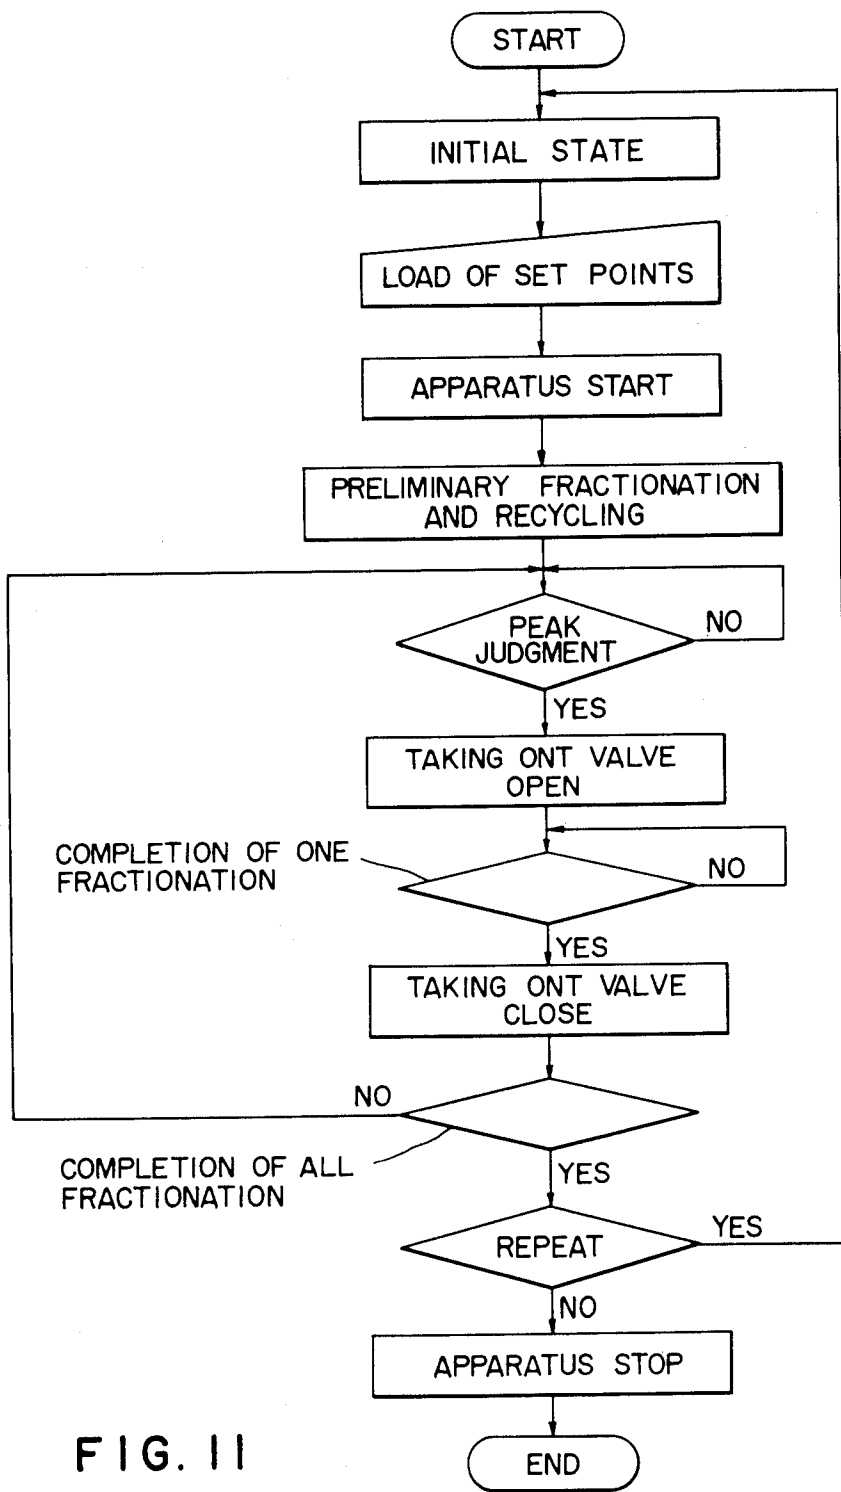 START
INITIAL STATE
LOAD OF SET POINTS
APPARATUS START
PRELIMINARY FRACTIONATION
AND RECYCLING
PEAK
JUDGMENT
NO
YES
TAKING ONT VALVE
OPEN
COMPLETION OF ONE
FRACTIONATION
NO
YES
TAKING ONT VALVE
CLOSE
NO
COMPLETION OF ALL
FRACTIONATION
YES
REPEAT
YES
NO
APPARATUS STOP
END
FIG. 11